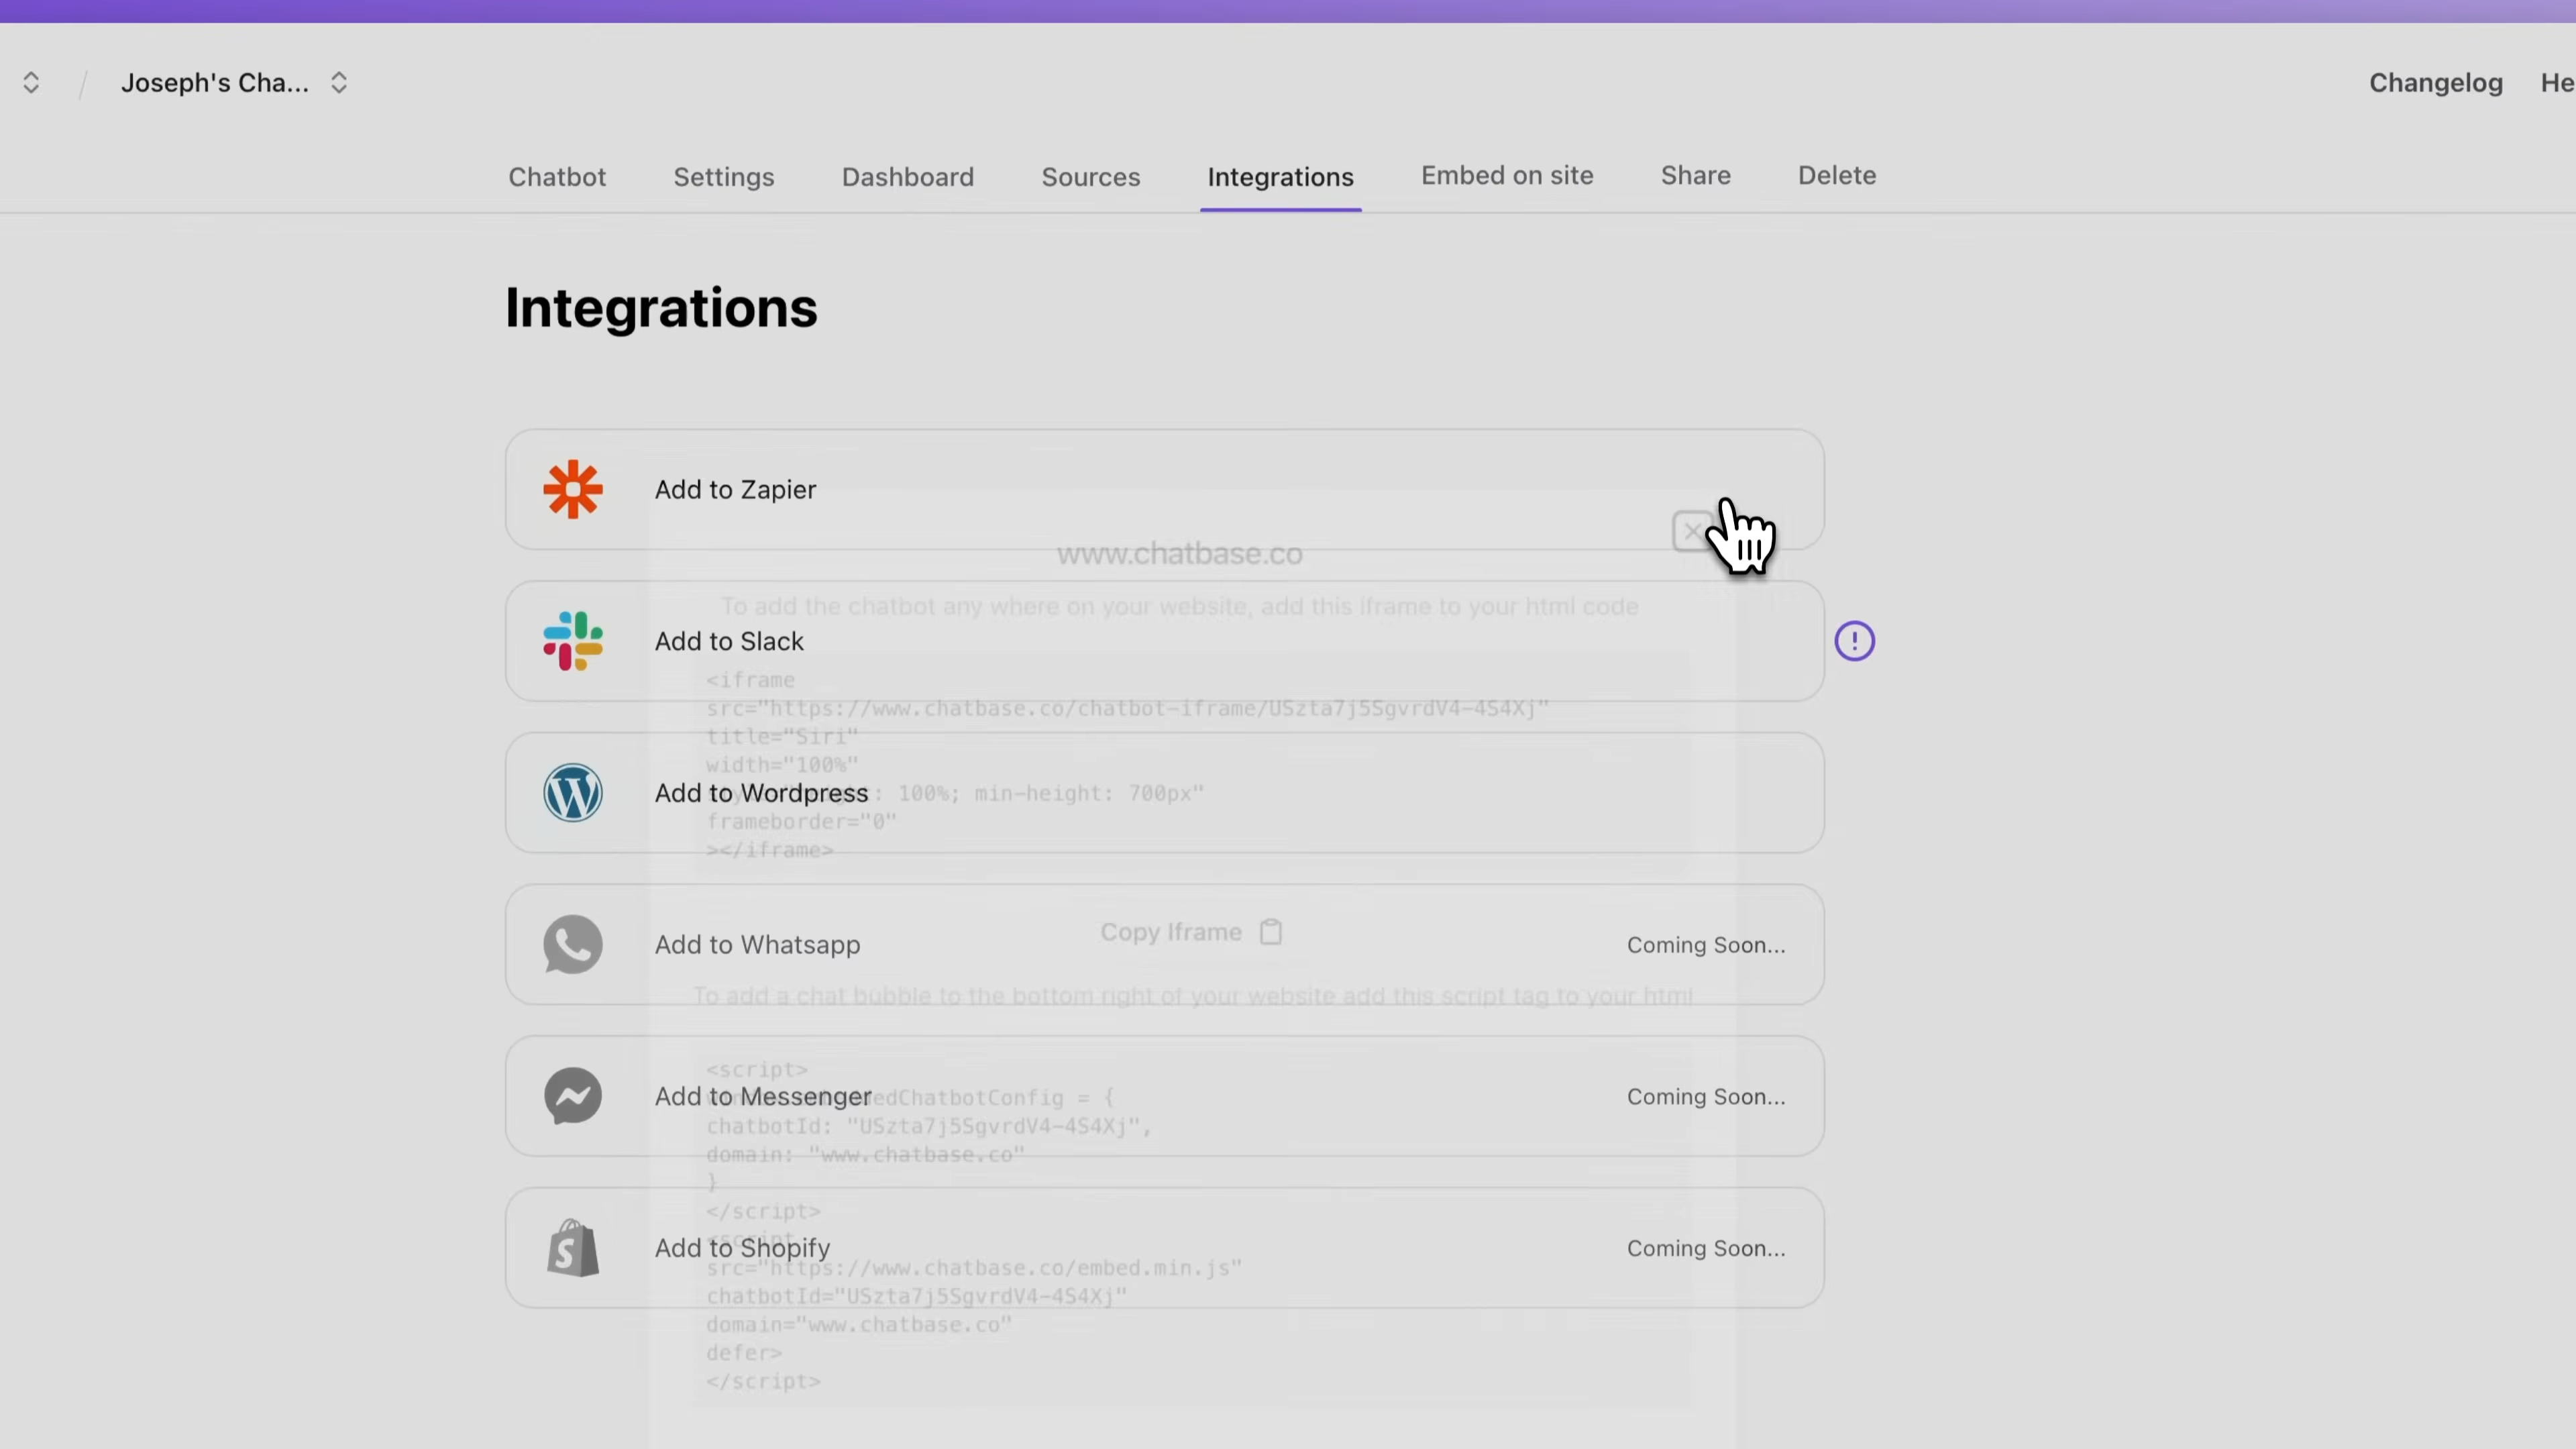 Joseph's Cha...
Changelog
He
Chatbot
Settings
Dashboard
Sources
Integrations
Embed on site
Share
Delete
Integrations
Add to Zapier
www.chatbase.co
To add the chatbot any where on your website, add this iframe to your html code
Add to Slack
<iframe
src="https://www.chatbase.co/chatbot-iframe/USzta7j5SgvrdV4-4S4Xj"
title="Siri"
width="100%"
Add to Wordpress
: 100%; min-height: 700px"
frameborder="0"
></iframe>
Copy Iframe
Add to Whatsapp
Coming Soon...
To add a chat bubble to the bottom right of your website add this script tag to your html
<script>
Add to Messenger
edChatbotConfig = {
Coming Soon...
chatbotId: "USzta7j5SgvrdV4-4S4Xj",
domain: "www.chatbase.co"
}
</script>
<script
Add to Shopify
Coming Soon...
src="https://www.chatbase.co/embed.min.js"
chatbotId="USzta7j5SgvrdV4-4S4Xj"
domain="www.chatbase.co"
defer>
</script>